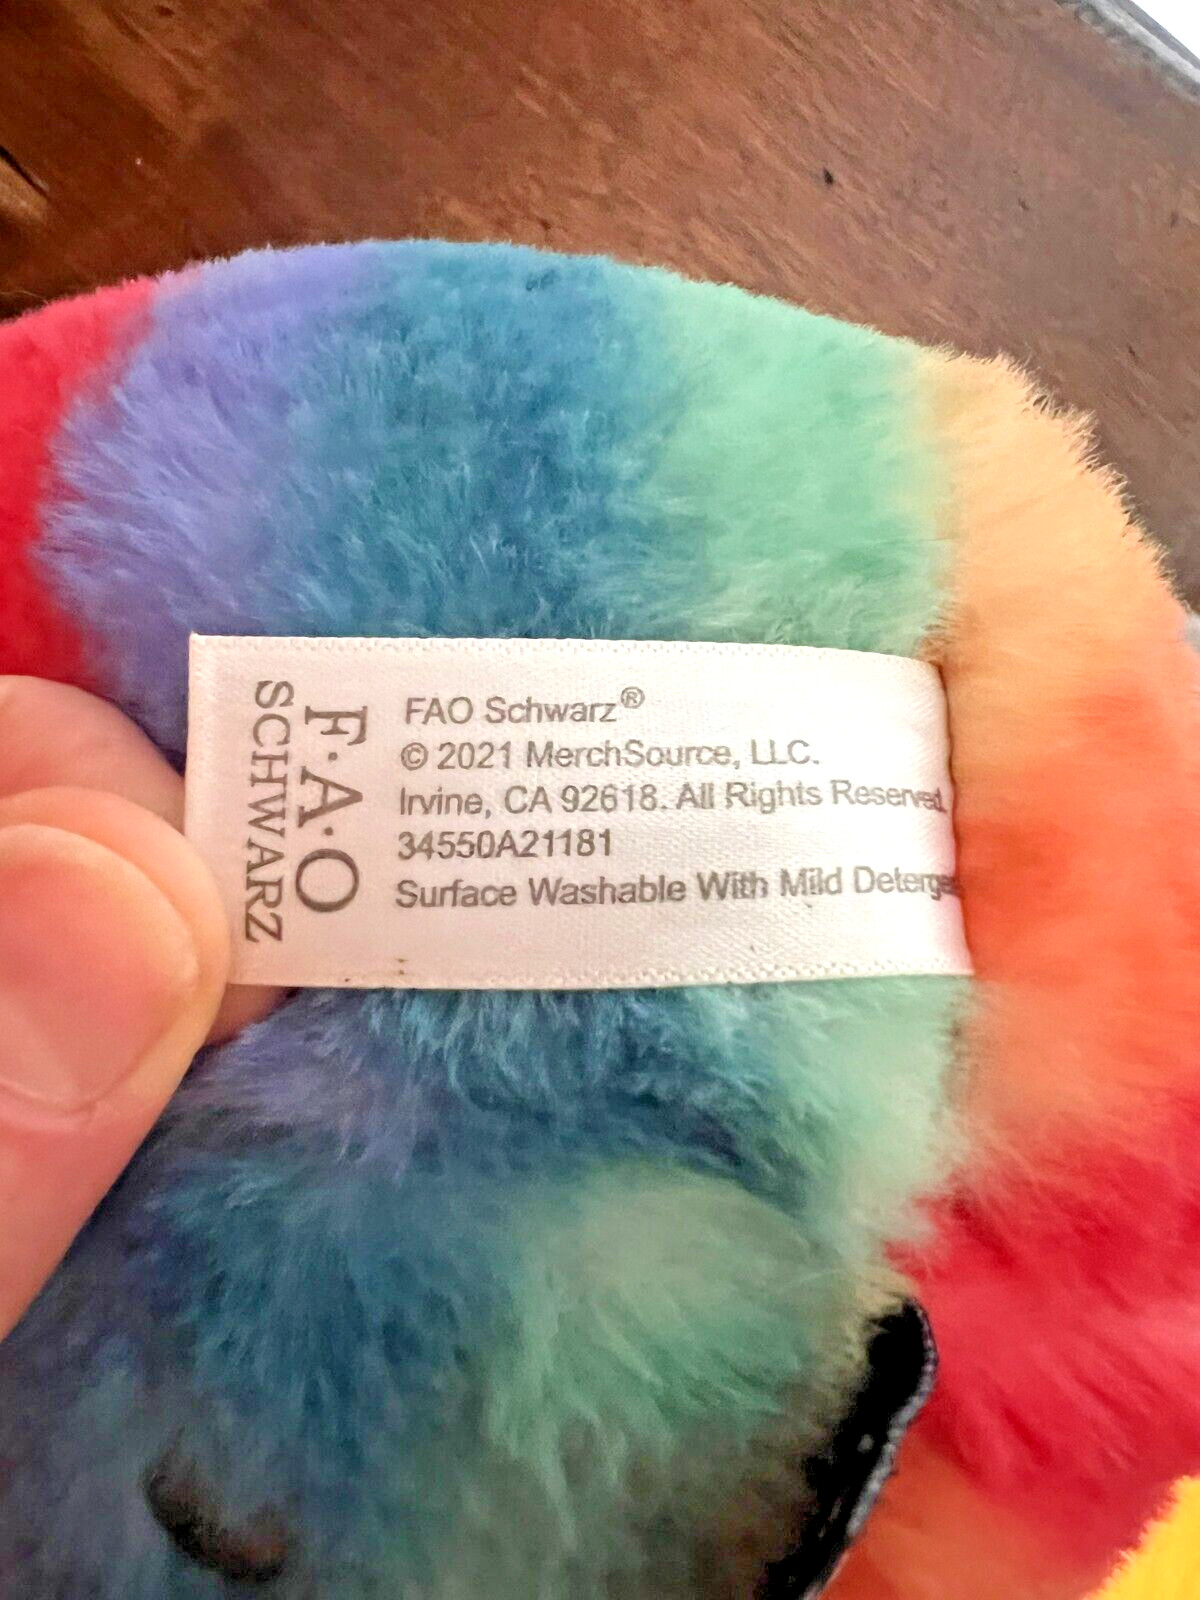 F·A·O
SCHWARZ
FAO Schwarz®
© 2021 MerchSource, LLC.
Irvine, CA 92618. All Rights Reserved.
34550A21181
Surface Washable With Mild